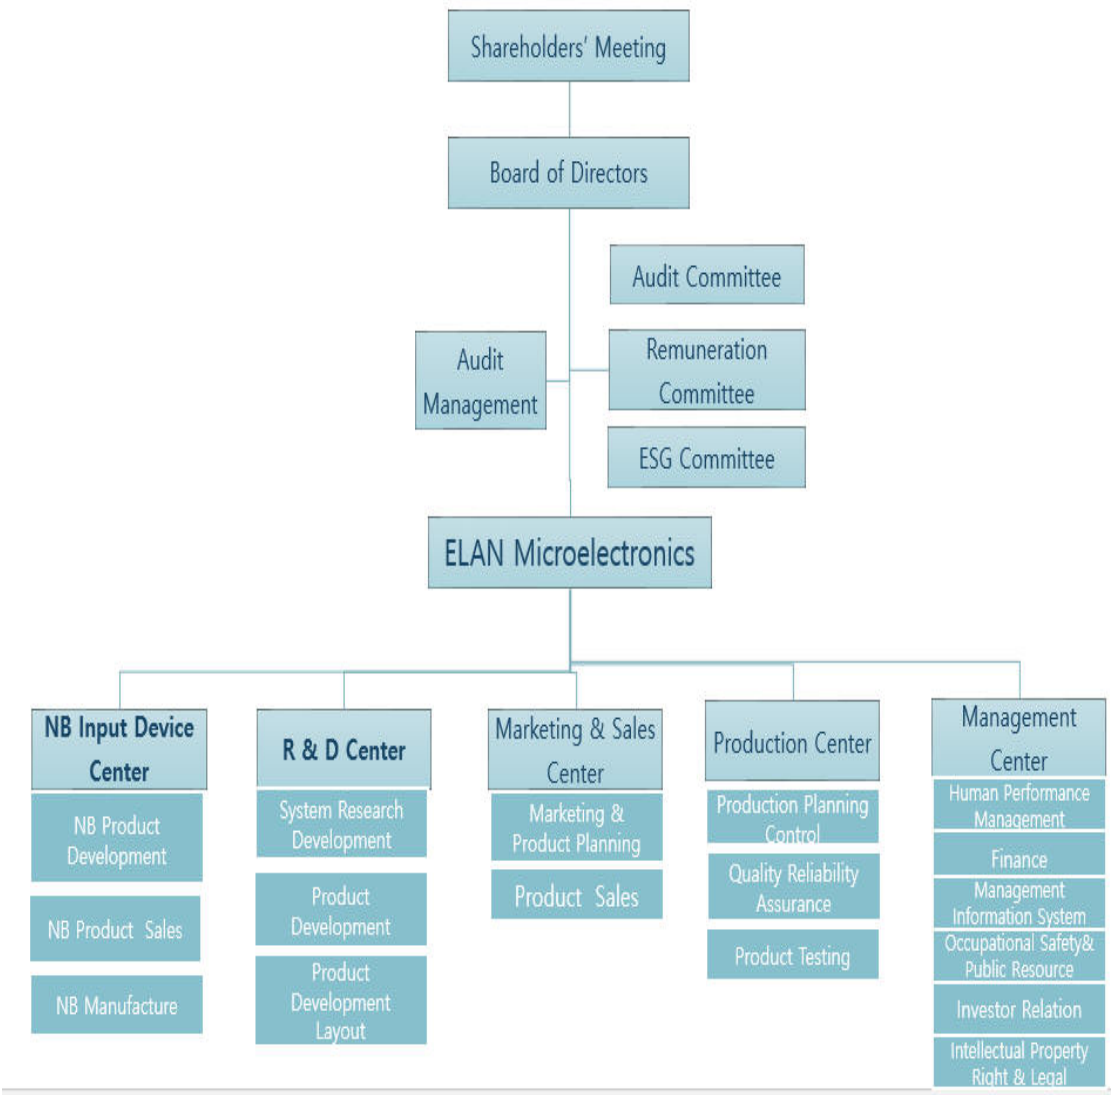 Shareholders’ Meeting
Board of Directors
Audit Committee
Audit
Management
Remuneration
Committee
ESG Committee
ELAN Microelectronics
NB Input Device
Center
NB Product
Development
NB Product Sales
NB Manufacture
R & D Center
System Research
Development
Product
Development
Product
Development
Layout
Marketing & Sales
Center
Marketing &
Product Planning
Product Sales
Production Center
Production Planning
Control
Quality Reliability
Assurance
Product Testing
Management
Center
Human Performance
Management
Finance
Management
Information System
Occupational Safety&
Public Resource
Investor Relation
Intellectual Property
Right & Legal